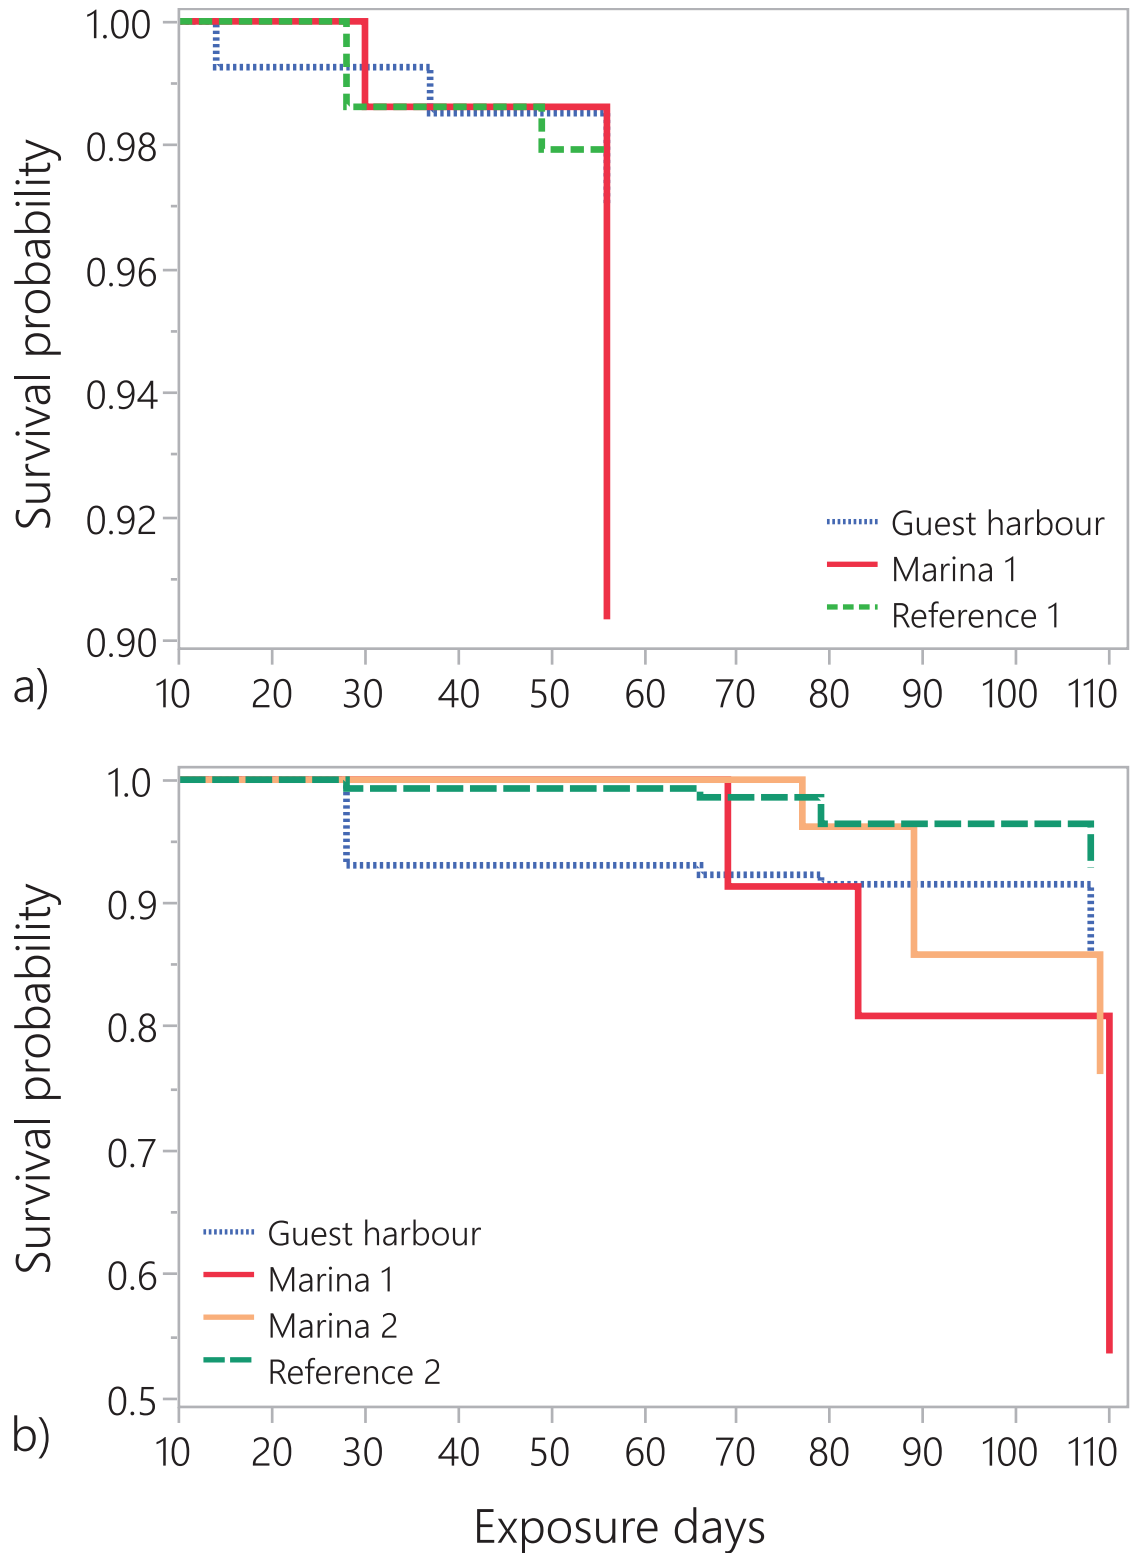 1.00
0.98
0.96
0.94
0.92
0.90
Survival probability
Guest harbour
Marina 1
Reference 1
a)
10 20 30 40 50 60 70 80 90 100 110
1.0
0.9
0.8
0.7
0.6
0.5
Survival probability
Guest harbour
Marina 1
Marina 2
Reference 2
b)
10 20 30 40 50 60 70 80 90 100 110
Exposure days